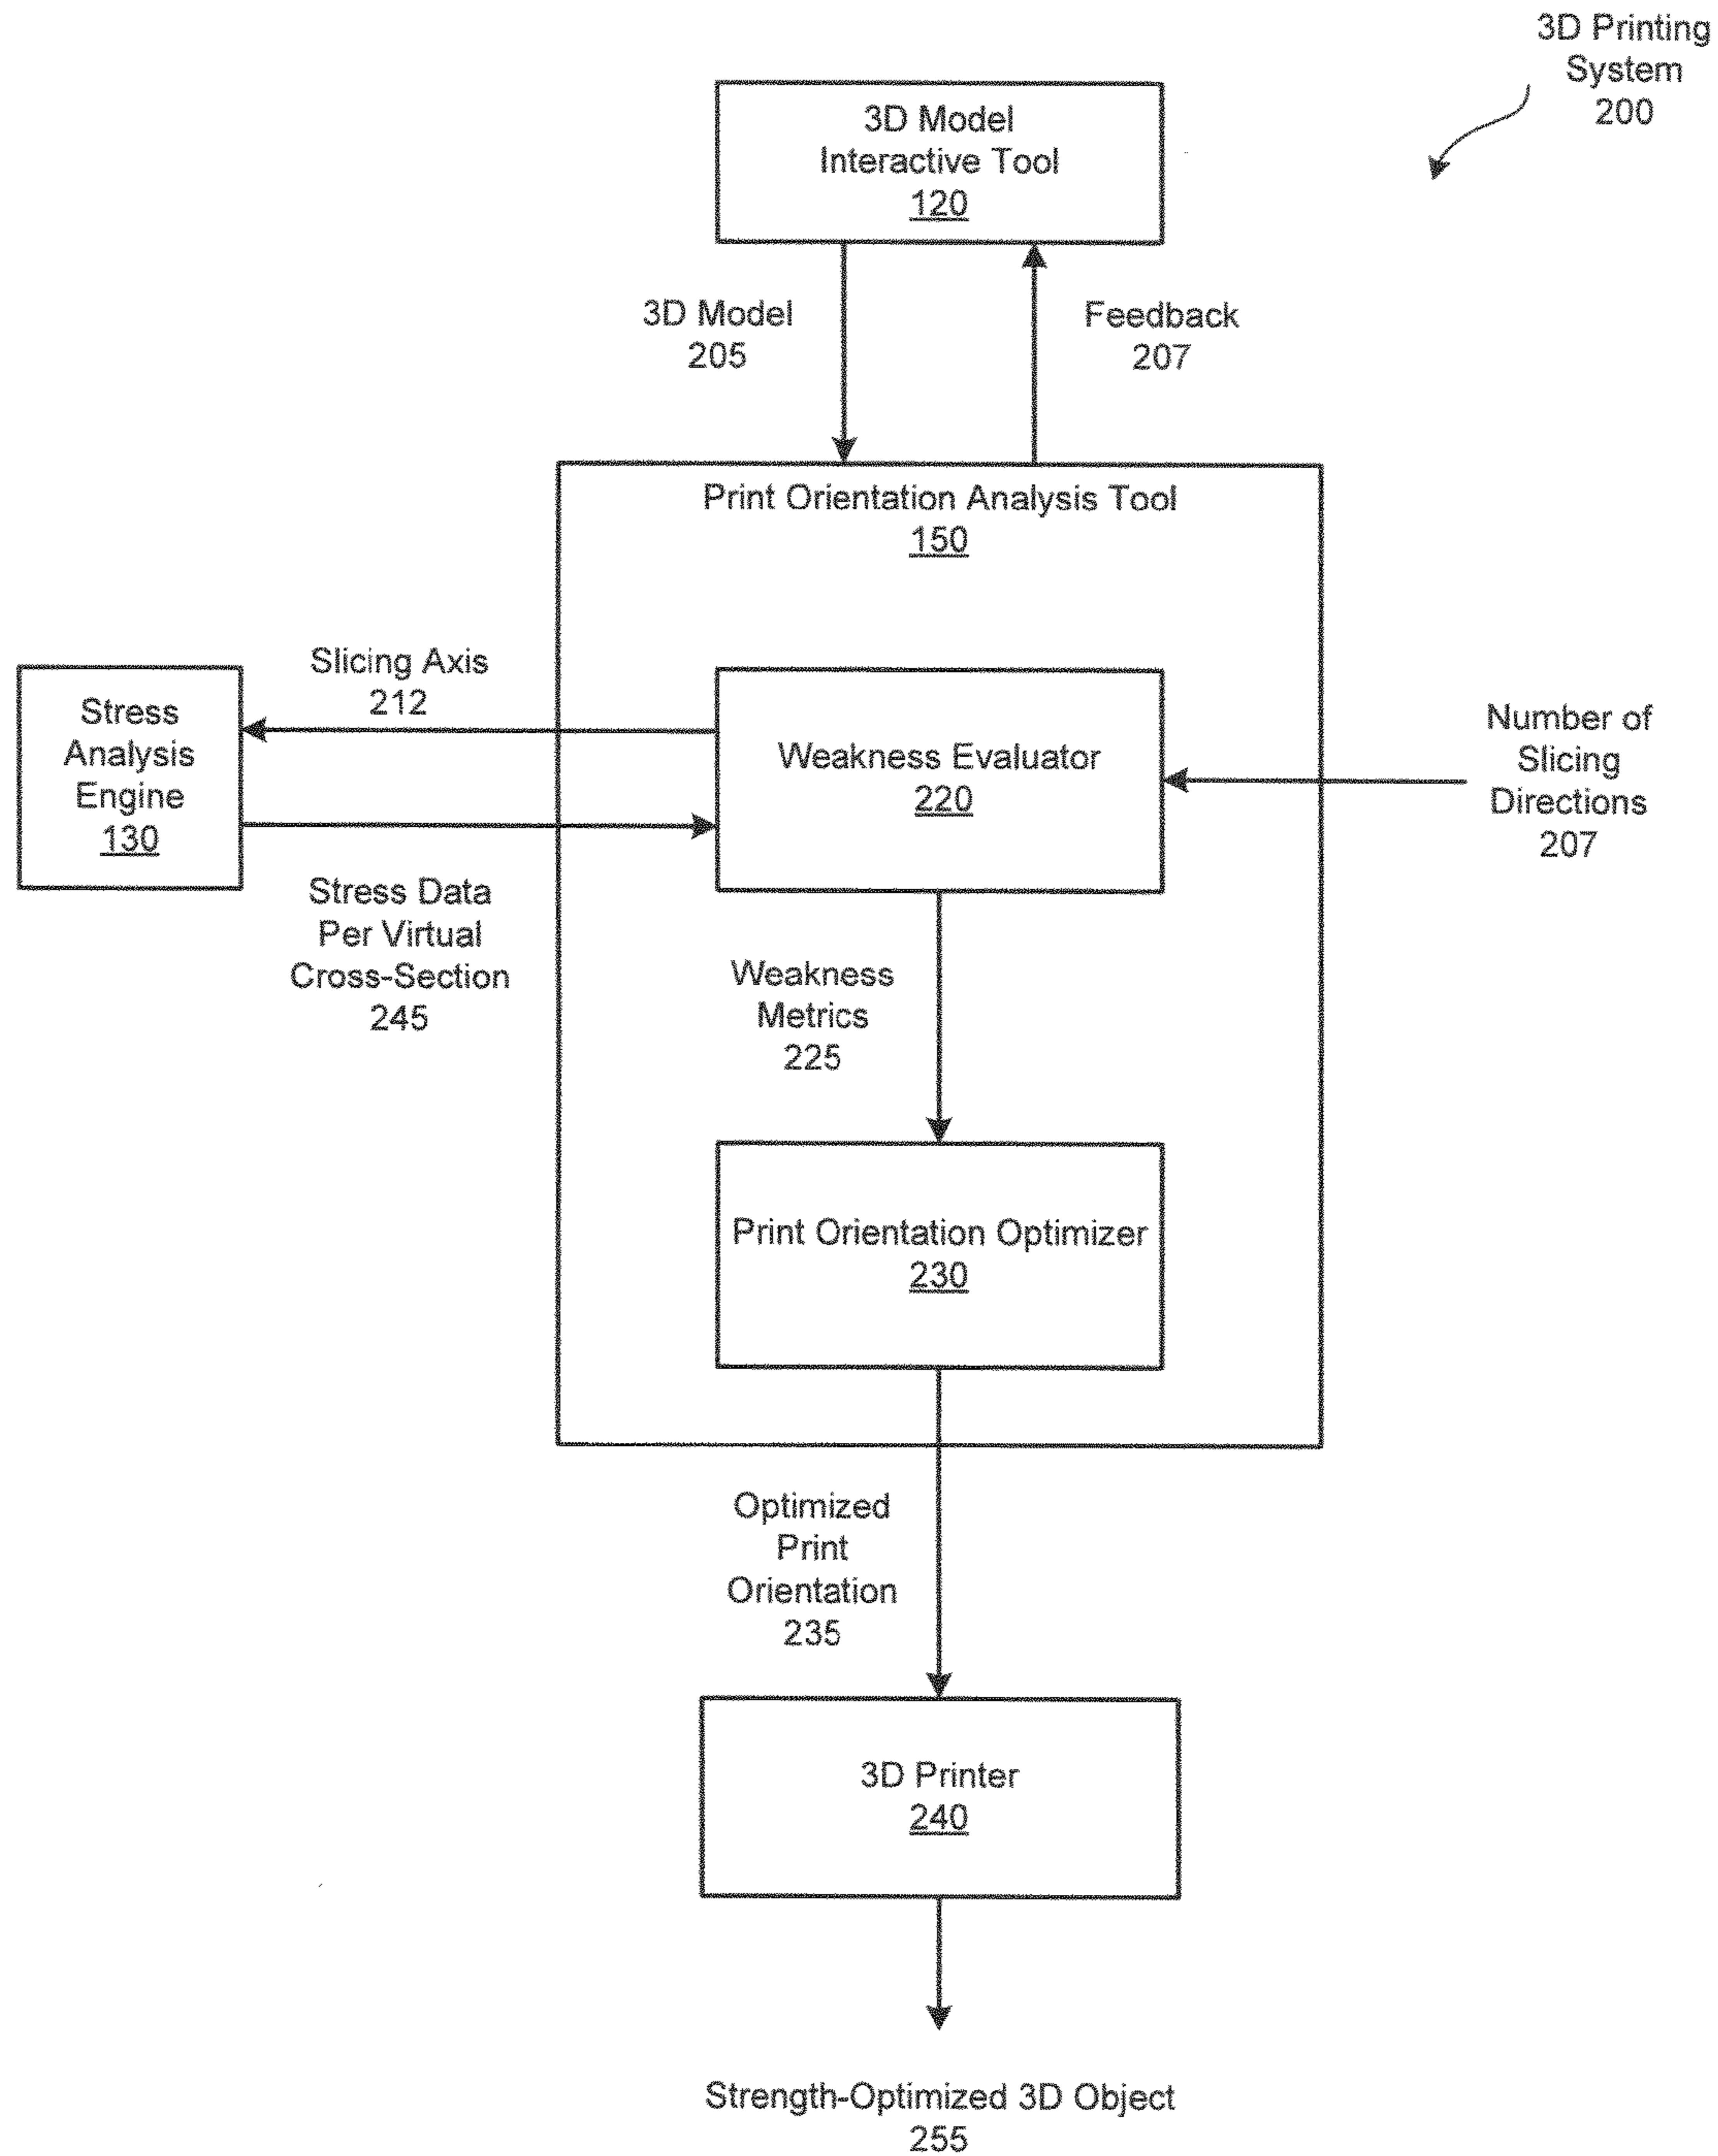 3D Printing
System
200
3D Model
Interactive Tool
120
3D Model
205
Feedback
207
Print Orientation Analysis Tool
150
Slicing Axis
212
Stress
Analysis
Engine
130
Weakness Evaluator
220
Number of
Slicing
Directions
207
Stress Data
Per Virtual
Cross-Section
245
Weakness
Metrics
225
Print Orientation Optimizer
230
Optimized
Print
Orientation
235
3D Printer
240
Strength-Optimized 3D Object
255